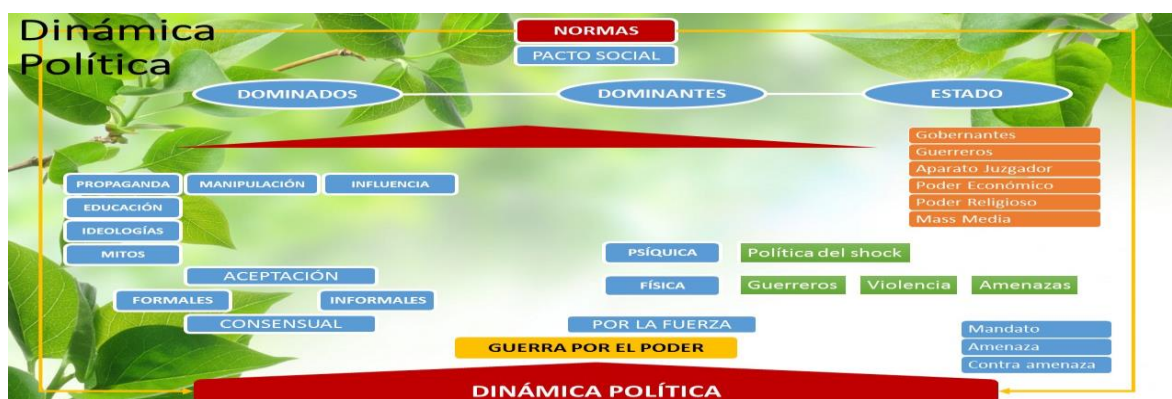 Dinámica
Política
NORMAS
PACTO SOCIAL
DOMINADOS
DOMINANTES
ESTADO
Gobernantes
Guerreros
Aparato Juzgador
Poder Económico
Poder Religioso
Mass Media
PROPAGANDA
MANIPULACIÓN
INFLUENCIA
EDUCACIÓN
IDEOLOGÍAS
MITOS
PSÍQUICA
Política del shock
ACEPTACIÓN
FÍSICA
Guerreros
Violencia
Amenazas
FORMALES
INFORMALES
CONSENSUAL
POR LA FUERZA
Mandato
Amenaza
Contra amenaza
GUERRA POR EL PODER
DINÁMICA POLÍTICA